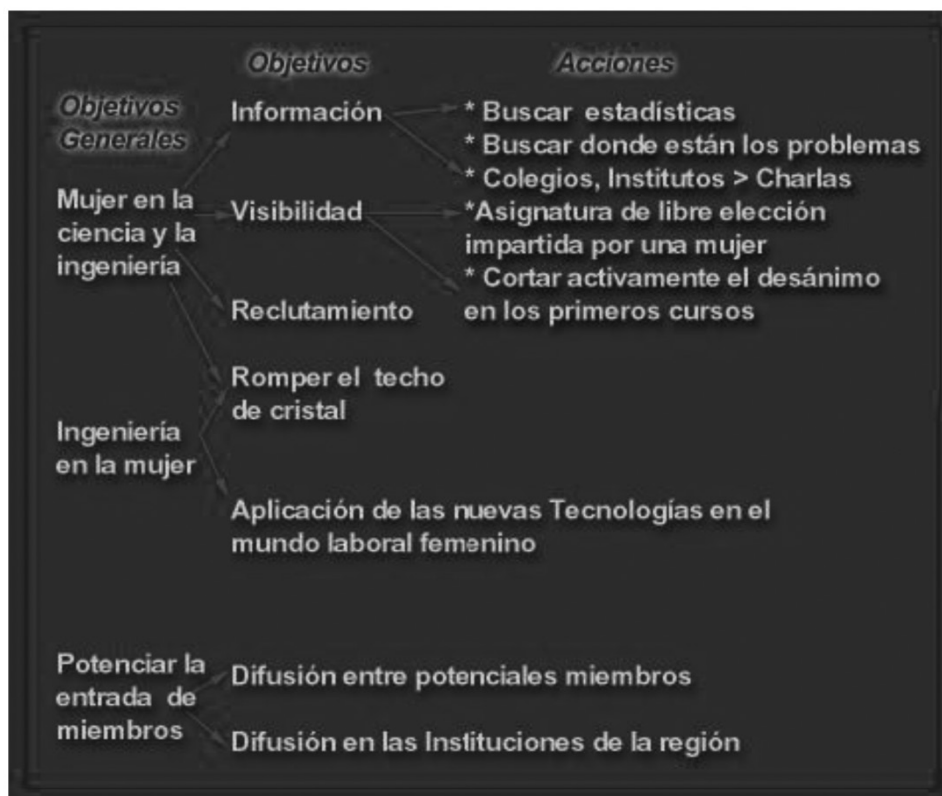 Objetivos
Acciones
Objetivos
Generales
Información
* Buscar estadísticas
* Buscar donde están los problemas
* Colegios, Institutos > Charlas
Mujer en la
ciencia y la
ingeniería
Visibilidad
*Asignatura de libre elección
impartida por una mujer
* Cortar activamente el desánimo
en los primeros cursos
Reclutamiento
Romper el techo
de cristal
Ingeniería
en la mujer
Aplicación de las nuevas Tecnologías en el
mundo laboral femenino
Potenciar la
entrada de
miembros
Difusión entre potenciales miembros
Difusión en las Instituciones de la región